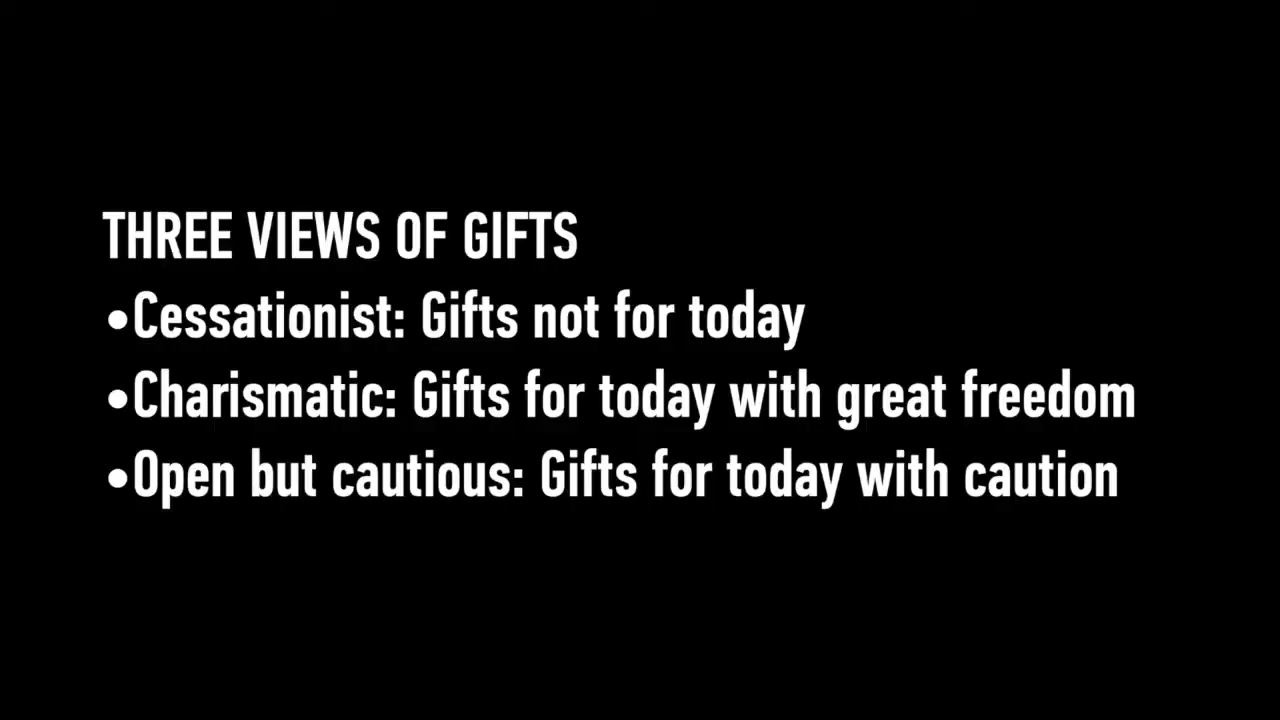 THREE VIEWS OF GIFTS
•Cessationist: Gifts not for today
•Charismatic: Gifts for today with great freedom
•Open but cautious: Gifts for today with caution